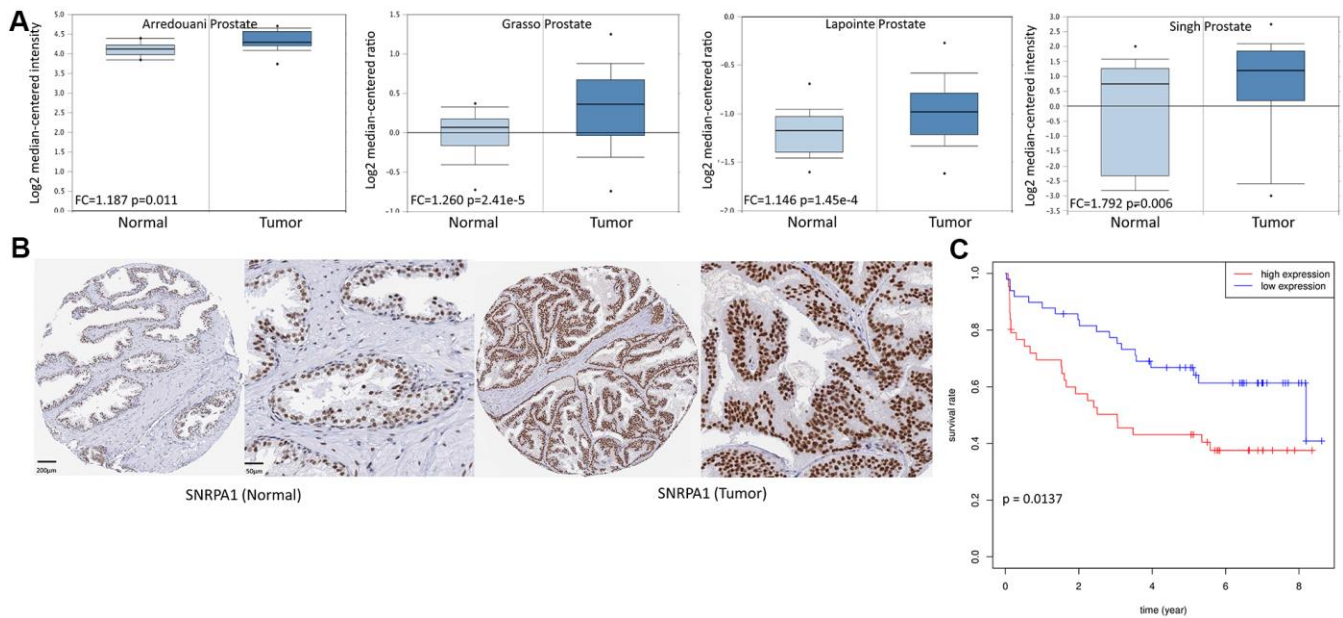 A
Arredouani Prostate
Log2 median-centered intensity
5.0
4.5
4.0
3.5
3.0
2.5
2.0
1.5
1.0
0.5
0.0
FC=1.187 p=0.011
Normal
Tumor
Grasso Prostate
Log2 median-centered ratio
1.5
1.0
0.5
0.0
-0.5
-1.0
FC=1.260 p=2.41e-5
Normal
Tumor
Lapointe Prostate
Log2 median-centered ratio
0.0
-0.5
-1.0
-1.5
-2.0
FC=1.146 p=1.45e-4
Normal
Tumor
Singh Prostate
Log2 median-centered intensity
3.0
2.5
2.0
1.5
1.0
0.5
0.0
-0.5
-1.0
-1.5
-2.0
-2.5
-3.0
-3.5
FC=1.792 p=0.006
Normal
Tumor
B
200μm
50μm
SNRPA1 (Normal)
SNRPA1 (Tumor)
C
high expression
low expression
survival rate
1.0
0.8
0.6
0.4
0.2
0.0
p = 0.0137
0
2
4
6
8
time (year)